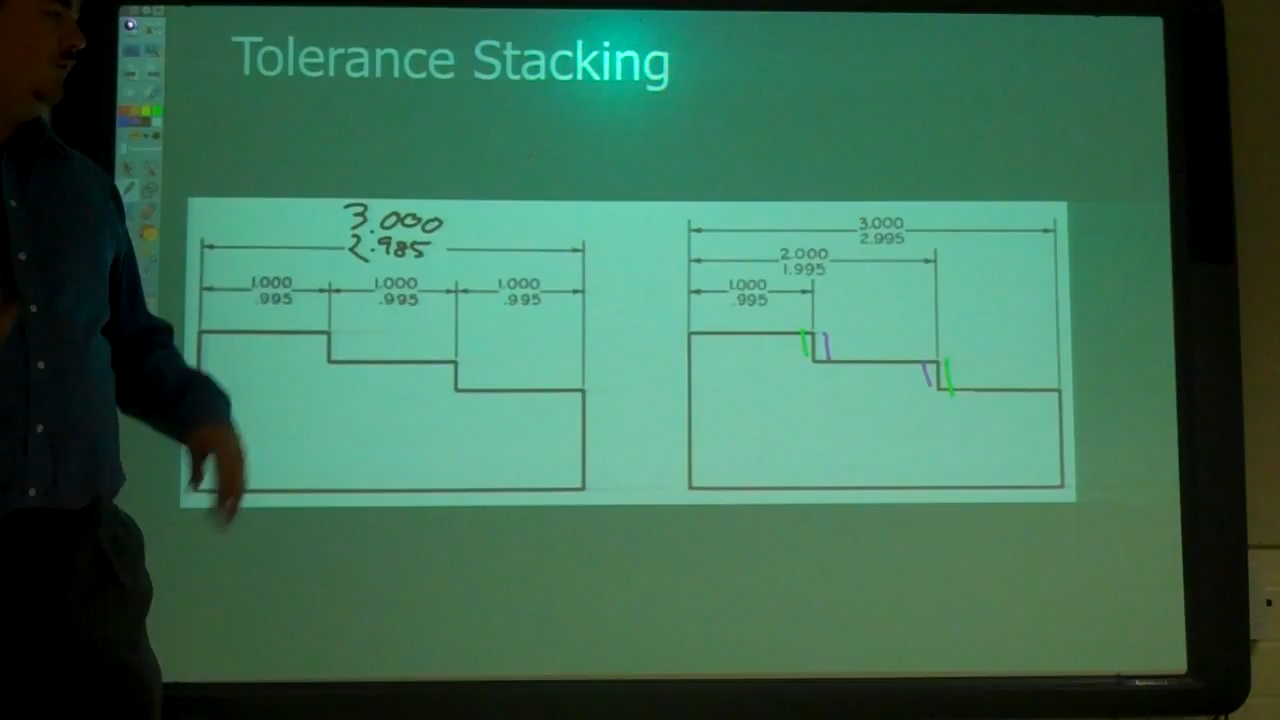 Tolerance Stacking
3.000
2.985
1.000 1.000 1.000
.995 .995 .995
3.000
2.995
2.000
1.995
1.000
.995